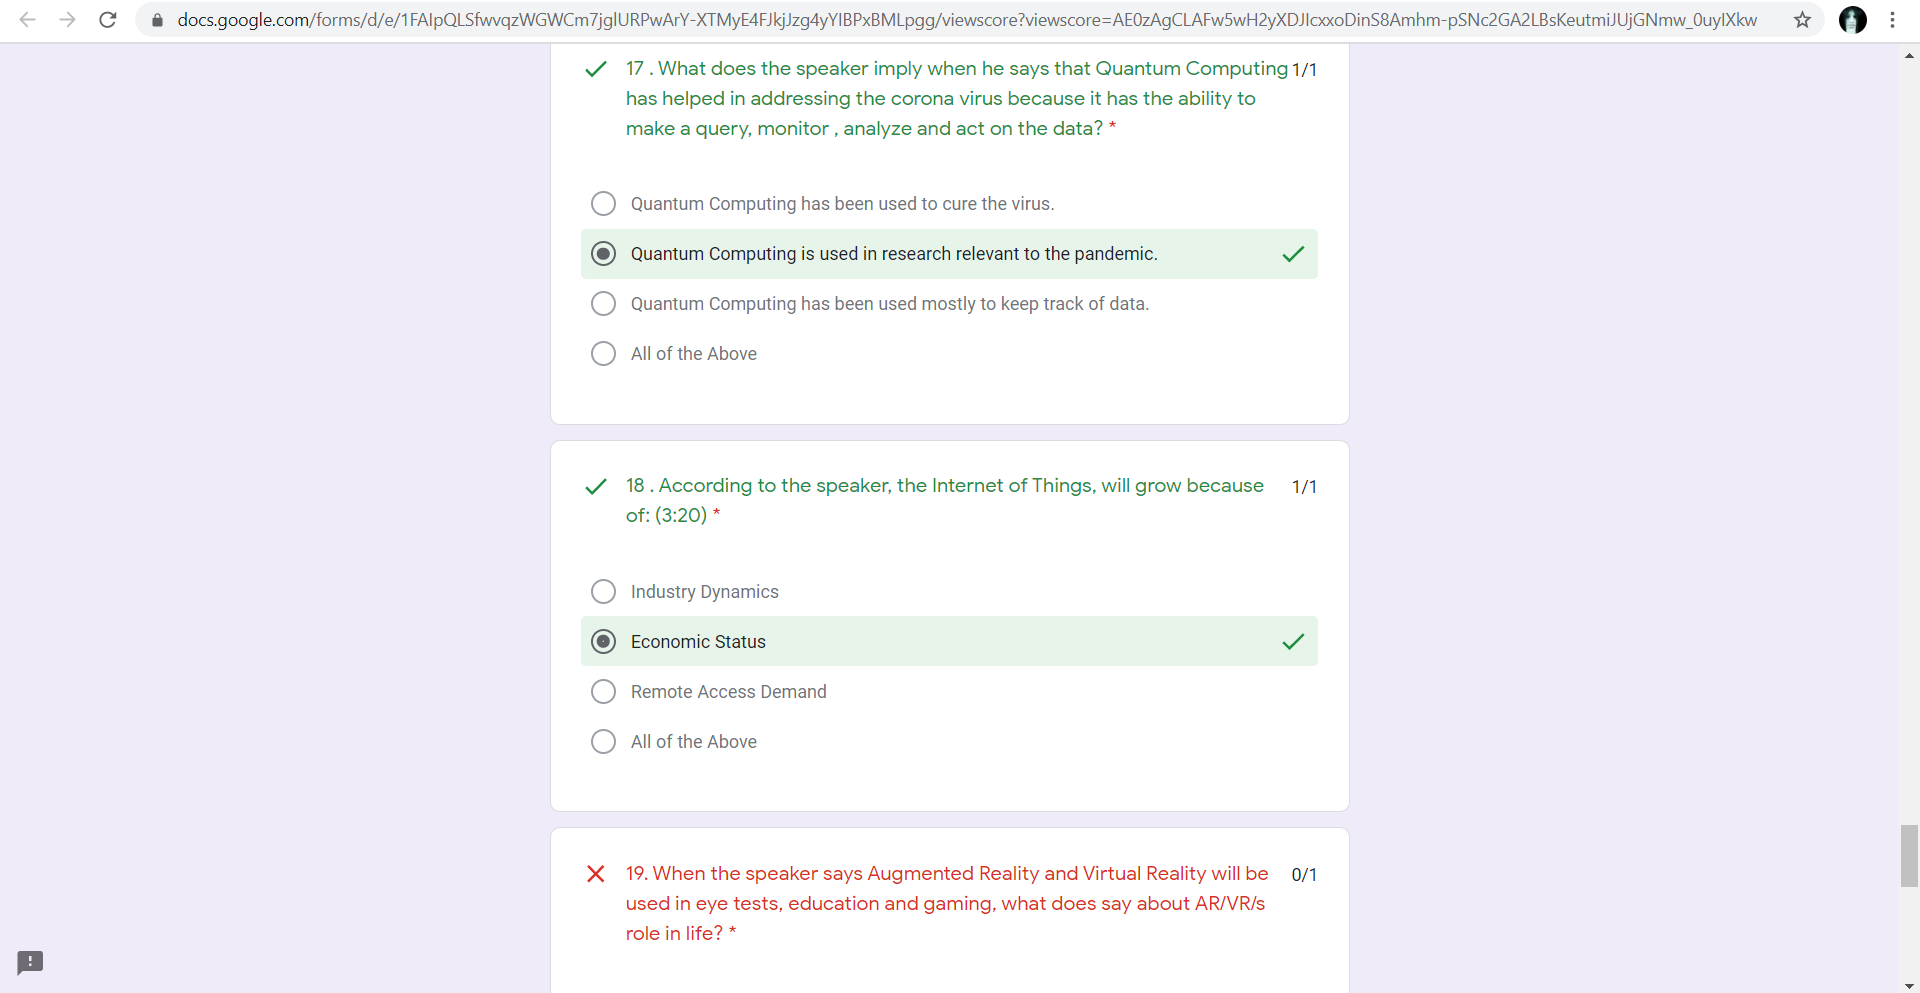 docs.google.com/forms/d/e/1FAIpQLSfwvqzWGWCm7jglURPwArY-XTMyE4FJkjJzg4yYIBPxBMLpgg/viewscore?viewscore=AE0zAgCLAFw5wH2yXDJIcxxoDinS8Amhm-pSNc2GA2LBsKeutmiJUjGNmw_0uyIXkw
17 . What does the speaker imply when he says that Quantum Computing 1/1
has helped in addressing the corona virus because it has the ability to
make a query, monitor , analyze and act on the data? *
Quantum Computing has been used to cure the virus.
Quantum Computing is used in research relevant to the pandemic.
Quantum Computing has been used mostly to keep track of data.
All of the Above
18 . According to the speaker, the Internet of Things, will grow because 1/1
of: (3:20) *
Industry Dynamics
Economic Status
Remote Access Demand
All of the Above
19. When the speaker says Augmented Reality and Virtual Reality will be 0/1
used in eye tests, education and gaming, what does say about AR/VR/s
role in life? *